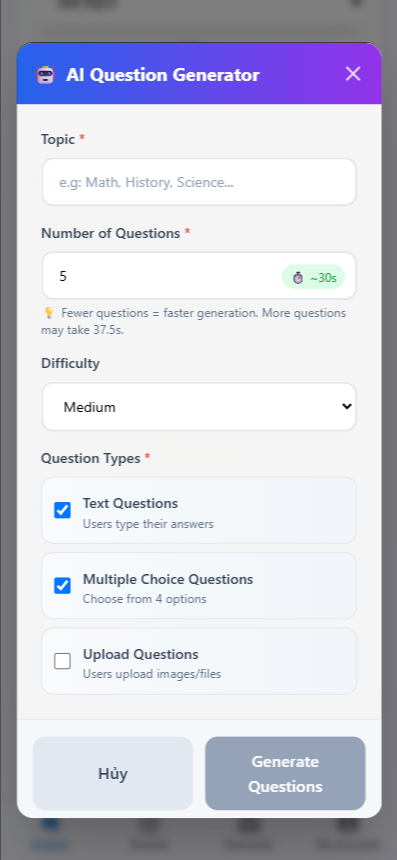 AI Question Generator
Topic *
e.g: Math, History, Science...
Number of Questions *
5
~30s
Fewer questions = faster generation. More questions
may take 37.5s.
Difficulty
Medium
Question Types *
Text Questions
Users type their answers
Multiple Choice Questions
Choose from 4 options
Upload Questions
Users upload images/files
Hủy
Generate
Questions